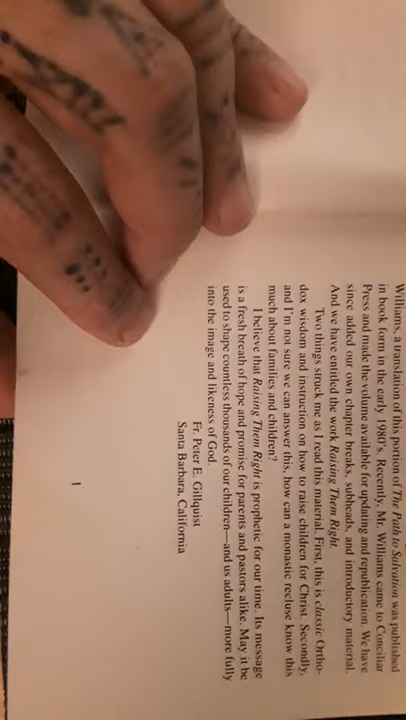 Williams, a translation of this portion of The Path to Salvation was published
in book form in the early 1980's. Recently, Mr. Williams came to Conciliar
Press and made the volume available for updating and republication. We have
since added our own chapter breaks, subheads, and introductory material.
And we have entitled the work Raising Them Right.
Two things struck me as I read this material. First, this is classic Ortho-
dox wisdom and instruction on how to raise children for Christ. Secondly,
and I'm not sure we can answer this, how can a monastic recluse know this
much about families and children?
I believe that Raising Them Right is prophetic for our time. Its message
is a fresh breath of hope and promise for parents and pastors alike. May it be
used to shape countless thousands of our children—and us adults—more fully
into the image and likeness of God.
Fr. Peter E. Gillquist
Santa Barbara, California
1